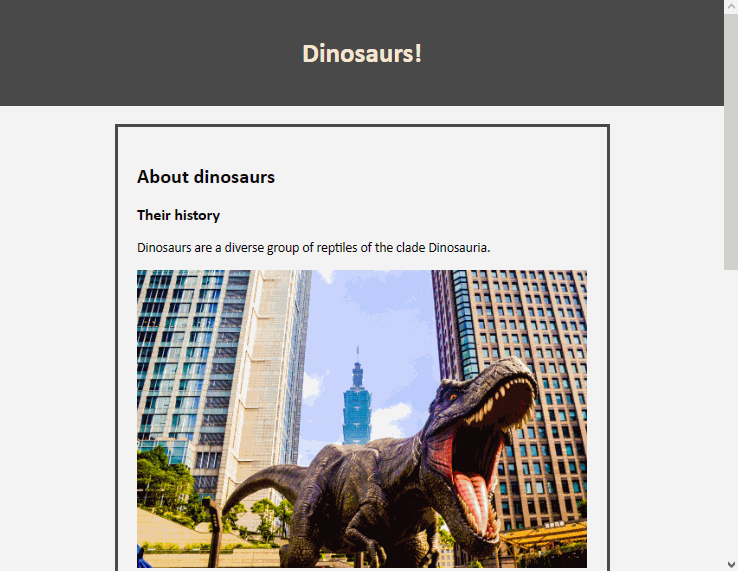 Dinosaurs!
About dinosaurs
Their history
Dinosaurs are a diverse group of reptiles of the clade Dinosauria.